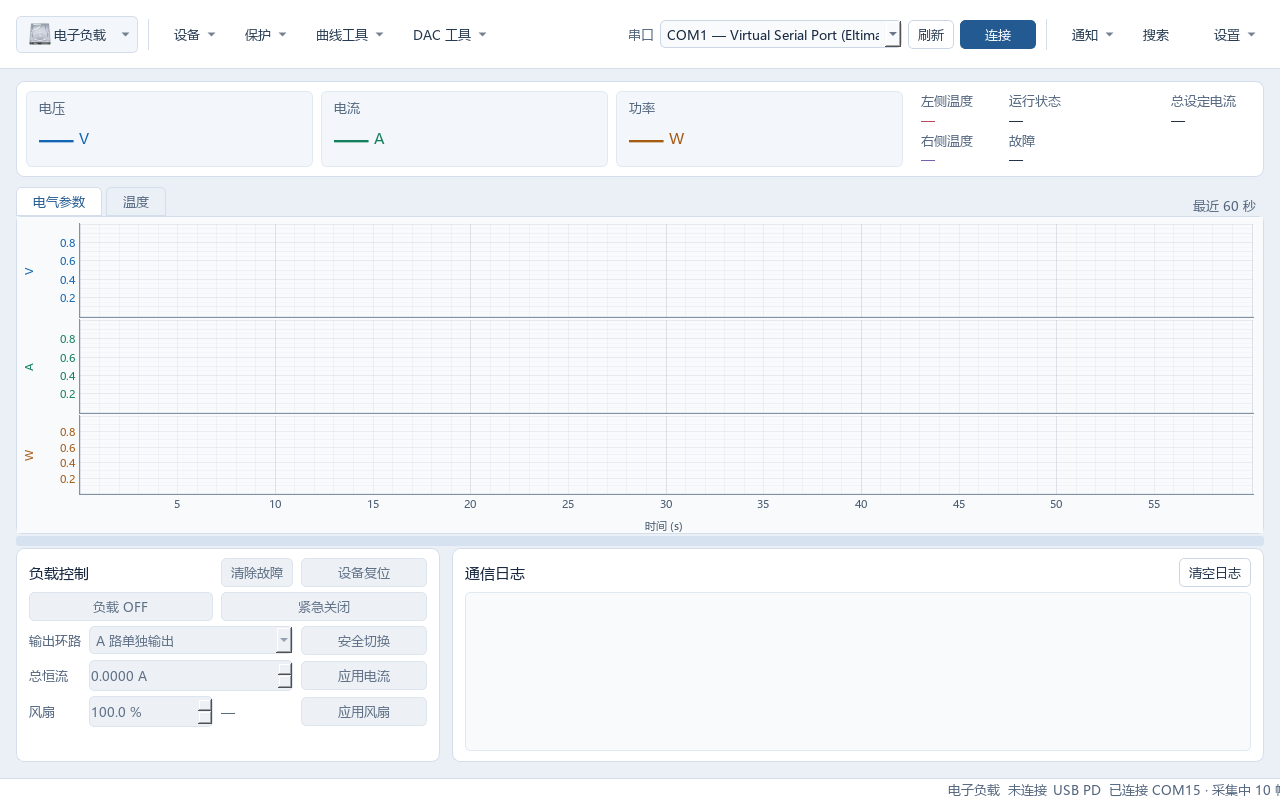 电子负载 设备 保护 曲线工具 DAC 工具 串口 COM1 — Virtual Serial Port (Eltima 刷新 连接 通知 搜索 设置
电压 电流 功率 左侧温度 运行状态 总设定电流
—— V —— A —— W — — —
右侧温度 故障
— —
电气参数 温度 最近 60 秒
V
0.8
0.6
0.4
0.2
A
0.8
0.6
0.4
0.2
W
0.8
0.6
0.4
0.2
5 10 15 20 25 30 35 40 45 50 55
时间 (s)
负载控制 清除故障 设备复位
负载 OFF 紧急关闭
输出环路 A 路单独输出 安全切换
总恒流 0.0000 A 应用电流
风扇 100.0 % — 应用风扇
通信日志 清空日志
电子负载 未连接 USB PD 已连接 COM15 · 采集中 10